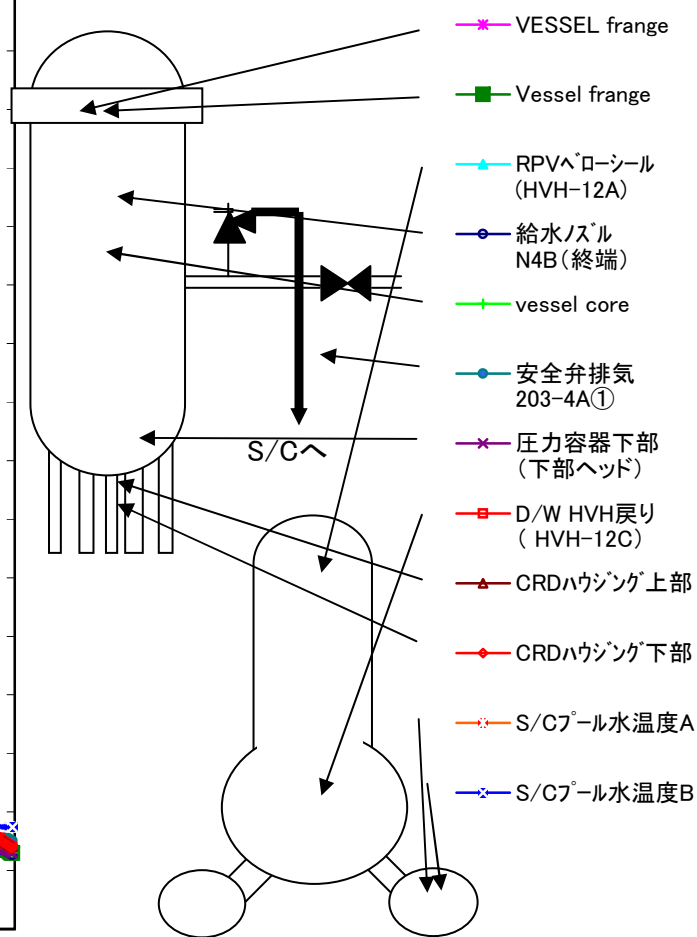 VESSEL frange
Vessel frange
RPVﾍﾞﾛｰｼｰﾙ
(HVH-12A)
給水ﾉｽﾞﾙ
N4B(終端)
vessel core
安全弁排気
203-4A①
圧力容器下部
(下部ヘッド)
S/Cへ
D/W HVH戻り
( HVH-12C)
CRDﾊｳｼﾞﾝｸﾞ上部
CRDﾊｳｼﾞﾝｸﾞ下部
S/Cﾌﾟｰﾙ水温度A
S/Cﾌﾟｰﾙ水温度B